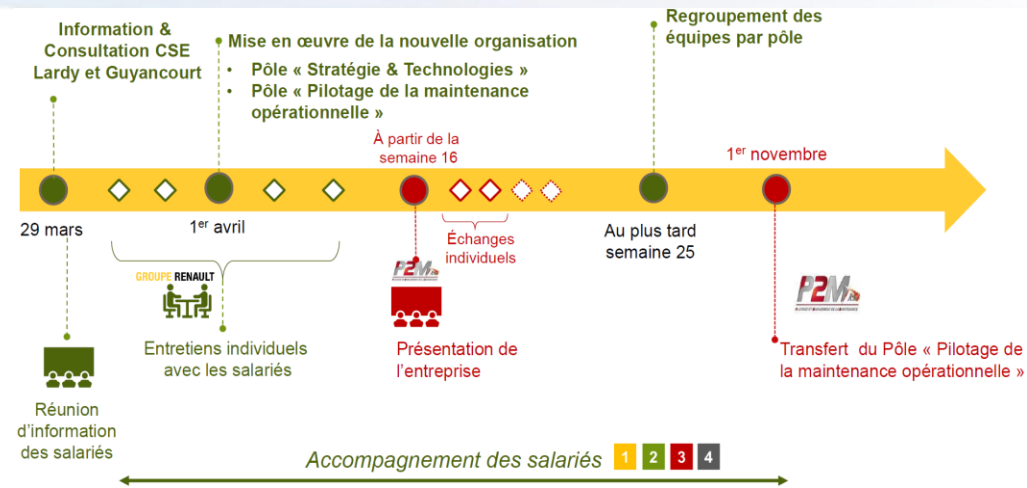 Information &
Consultation CSE
Lardy et Guyancourt
Mise en œuvre de la nouvelle organisation
• Pôle « Stratégie & Technologies »
• Pôle « Pilotage de la maintenance
opérationnelle »
Regroupement des
équipes par pôle
À partir de la
semaine 16
1er novembre
29 mars
1er avril
Échanges
individuels
Au plus tard
semaine 25
GROUPE RENAULT
P2M
P2M
Entretiens individuels
avec les salariés
Présentation de
l'entreprise
Transfert du Pôle « Pilotage de
la maintenance opérationnelle »
Réunion
d'information
des salariés
Accompagnement des salariés 1 2 3 4